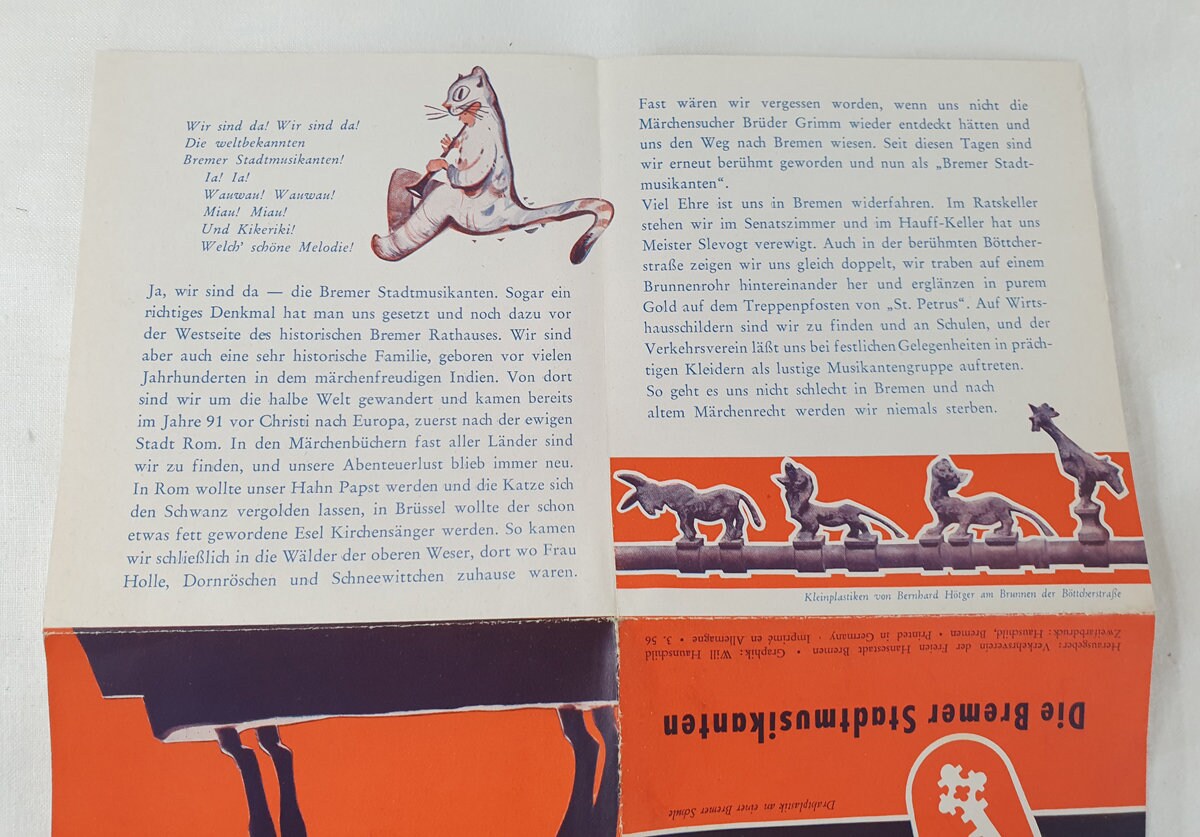 Wir sind da! Wir sind da!
Die weltbekannten
Bremer Stadtmusikanten!
Ia! Ia!
Wauwau! Wauwau!
Miau! Miau!
Und Kikeriki!
Welch' schöne Melodie!
Ja, wir sind da — die Bremer Stadtmusikanten. Sogar ein
richtiges Denkmal hat man uns gesetzt und noch dazu vor
der Westseite des historischen Bremer Rathauses. Wir sind
aber auch eine sehr historische Familie, geboren vor vielen
Jahrhunderten in dem märchenfreudigen Indien. Von dort
sind wir um die halbe Welt gewandert und kamen bereits
im Jahre 91 vor Christi nach Europa, zuerst nach der ewigen
Stadt Rom. In den Märchenbüchern fast aller Länder sind
wir zu finden, und unsere Abenteuerlust blieb immer neu.
In Rom wollte unser Hahn Papst werden und die Katze sich
den Schwanz vergolden lassen, in Brüssel wollte der schon
etwas fett gewordene Esel Kirchensänger werden. So kamen
wir schließlich in die Wälder der oberen Weser, dort wo Frau
Holle, Dornröschen und Schneewittchen zuhause waren.
Fast wären wir vergessen worden, wenn uns nicht die
Märchensucher Brüder Grimm wieder entdeckt hätten und
uns den Weg nach Bremen wiesen. Seit diesen Tagen sind
wir erneut berühmt geworden und nun als „Bremer Stadt-
musikanten“.
Viel Ehre ist uns in Bremen widerfahren. Im Ratskeller
stehen wir im Senatszimmer und im Hauff-Keller hat uns
Meister Slevogt verewigt. Auch in der berühmten Böttcher-
straße zeigen wir uns gleich doppelt, wir traben auf einem
Brunnenrohr hintereinander her und erglänzen in purem
Gold auf dem Treppenpfosten von „St. Petrus“. Auf Wirts-
hausschildern sind wir zu finden und an Schulen, und der
Verkehrsverein läßt uns bei festlichen Gelegenheiten in präch-
tigen Kleidern als lustige Musikantengruppe auftreten.
So geht es uns nicht schlecht in Bremen und nach
altem Märchenrecht werden wir niemals sterben.
Kleinplastiken von Bernhard Hötger am Brunnen der Böttcherstraße
Herausgeber: Verkehrsverein der Freien Hansestadt Bremen • Graphik: Will Haunschild
Zweifarbdruck: Hauschild, Bremen • Printed in Germany · Imprimé en Allemagne • 3. 56
Die Bremer Stadtmusikanten
Drahtplastik an einer Bremer Schule